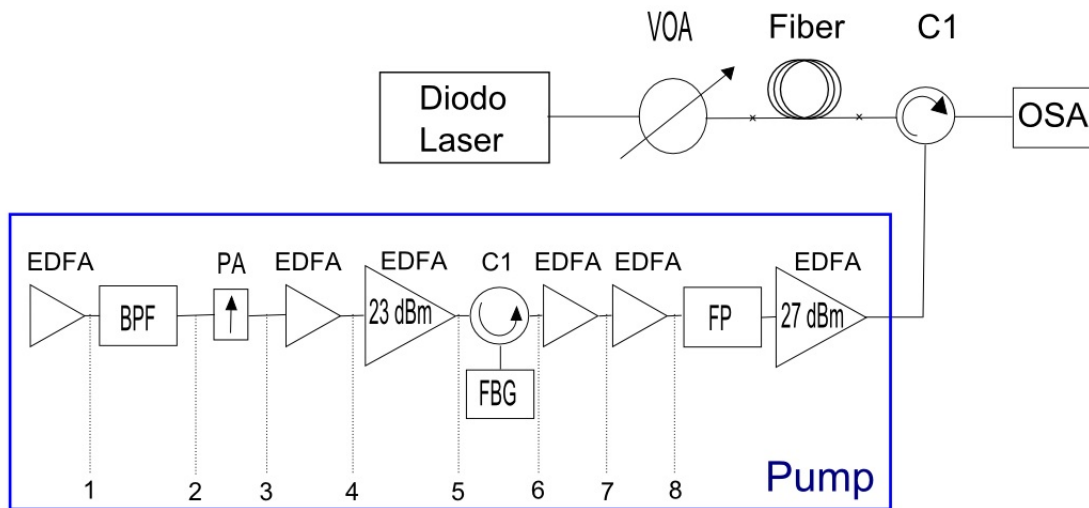 VOA
Fiber
C1
Diodo
Laser
OSA
EDFA
BPF
PA
EDFA
EDFA
23 dBm
C1
FBG
EDFA
EDFA
FP
EDFA
27 dBm
1
2
3
4
5
6
7
8
Pump